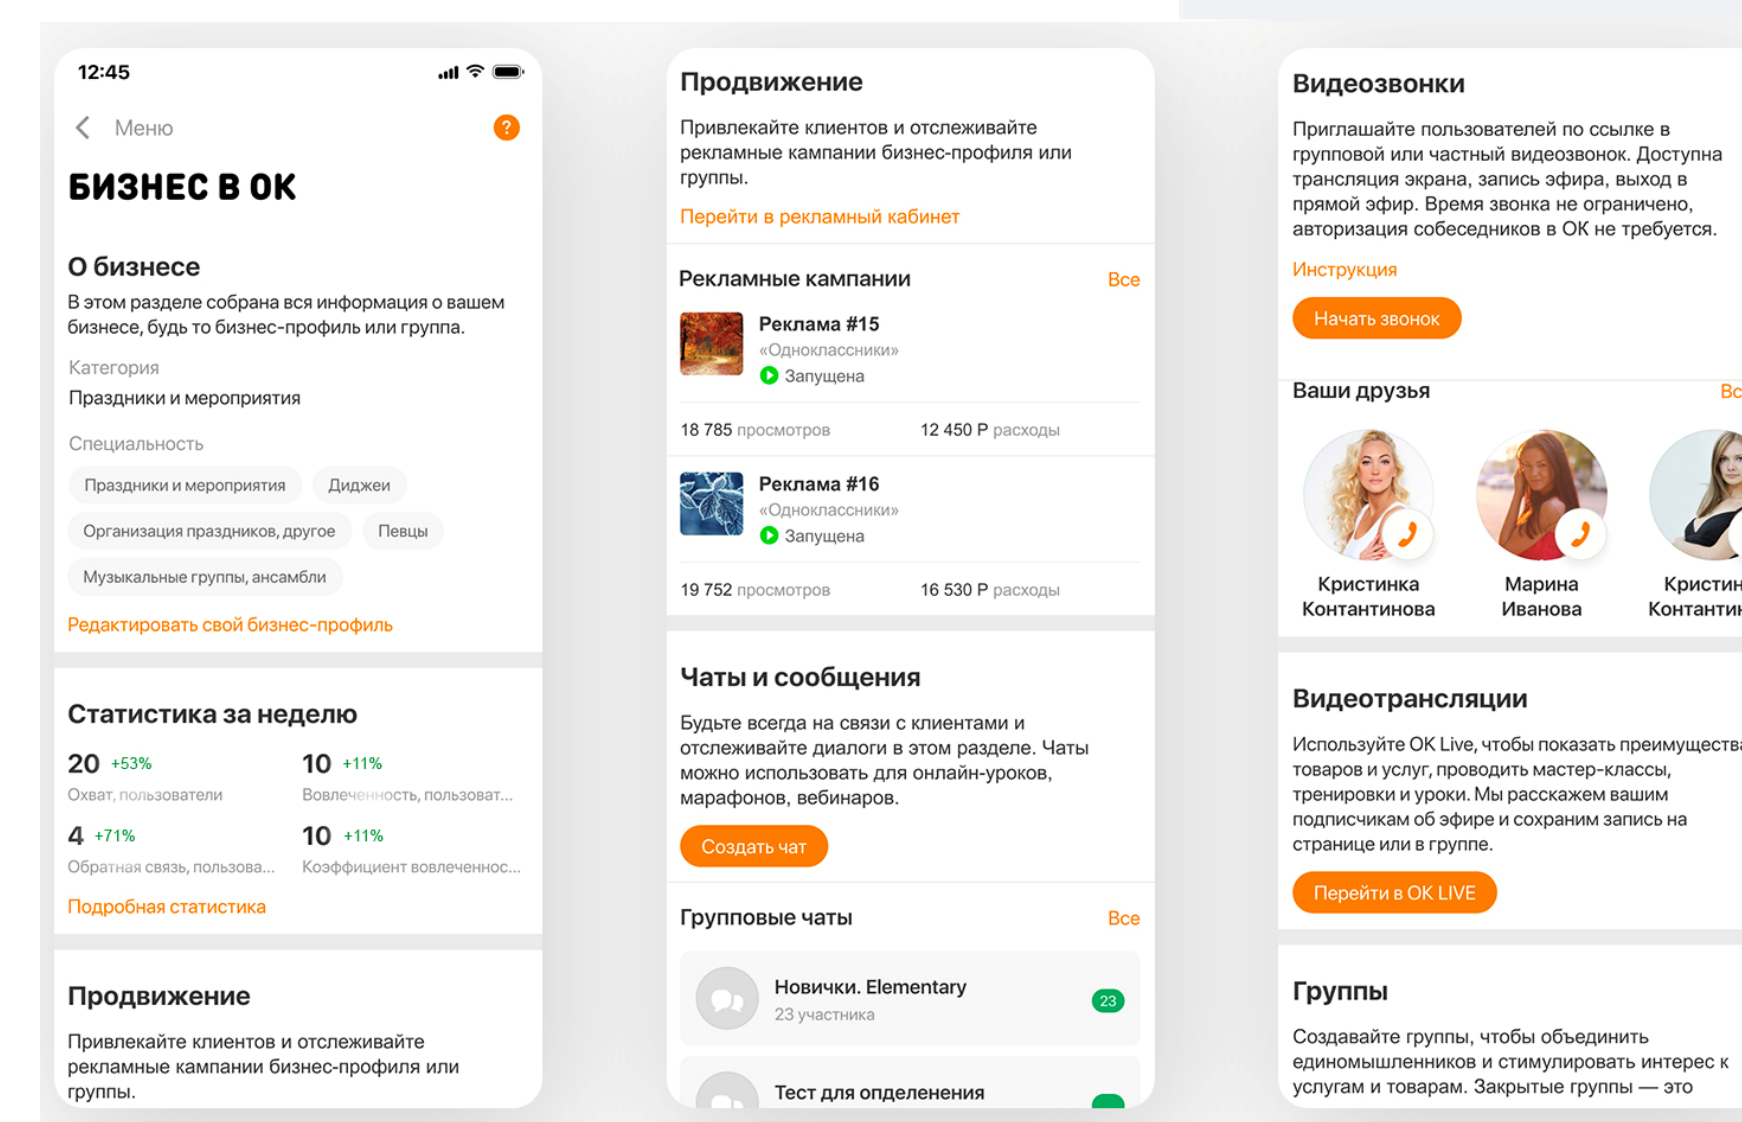 12:45
Меню
?
БИЗНЕС В ОК
О бизнесе
В этом разделе собрана вся информация о вашем
бизнесе, будь то бизнес-профиль или группа.
Категория
Праздники и мероприятия
Специальность
Праздники и мероприятия Диджеи
Организация праздников, другое Певцы
Музыкальные группы, ансамбли
Редактировать свой бизнес-профиль
Статистика за неделю
20 +53% 10 +11%
Охват, пользователи Вовлеченность, пользоват...
4 +71% 10 +11%
Обратная связь, пользова... Коэффициент вовлеченнос...
Подробная статистика
Продвижение
Привлекайте клиентов и отслеживайте
рекламные кампании бизнес-профиля или
группы.
Продвижение
Привлекайте клиентов и отслеживайте
рекламные кампании бизнес-профиля или
группы.
Перейти в рекламный кабинет
Рекламные кампании Все
Реклама #15
«Одноклассники»
Запущена
18 785 просмотров 12 450 Р расходы
Реклама #16
«Одноклассники»
Запущена
19 752 просмотров 16 530 Р расходы
Чаты и сообщения
Будьте всегда на связи с клиентами и
отслеживайте диалоги в этом разделе. Чаты
можно использовать для онлайн-уроков,
марафонов, вебинаров.
Создать чат
Групповые чаты Все
Новички. Elementary
23
23 участника
Тест для опделенения
Видеозвонки
Приглашайте пользователей по ссылке в
групповой или частный видеозвонок. Доступна
трансляция экрана, запись эфира, выход в
прямой эфир. Время звонка не ограничено,
авторизация собеседников в ОК не требуется.
Инструкция
Начать звонок
Ваши друзья Вс
Кристинка Марина Кристин
Контантинова Иванова Контантин
Видеотрансляции
Используйте OK Live, чтобы показать преимущества
товаров и услуг, проводить мастер-классы,
тренировки и уроки. Мы расскажем вашим
подписчикам об эфире и сохраним запись на
странице или в группе.
Перейти в OK LIVE
Группы
Создавайте группы, чтобы объединить
единомышленников и стимулировать интерес к
услугам и товарам. Закрытые группы — это